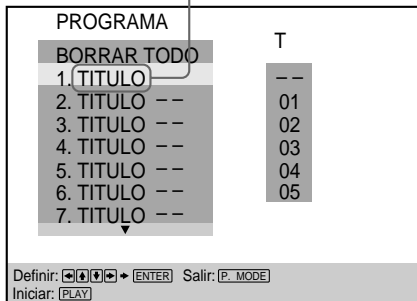 PROGRAMA
T
BORRAR TODO
1. TITULO – –
2. TITULO – – 01
3. TITULO – – 02
4. TITULO – – 03
5. TITULO – – 04
6. TITULO – – 05
7. TITULO – –
Definir: ENTER Salir: P. MODE
Iniciar: PLAY